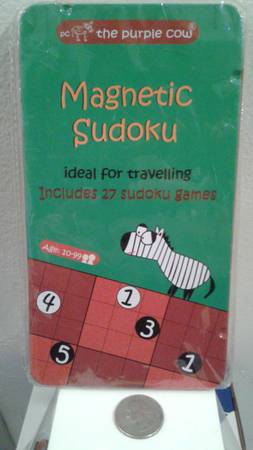 pc the purple cow
Magnetic
Sudoku
ideal for travelling
Includes 27 sudoku games
Age: 10-99
4 1
3
5 1